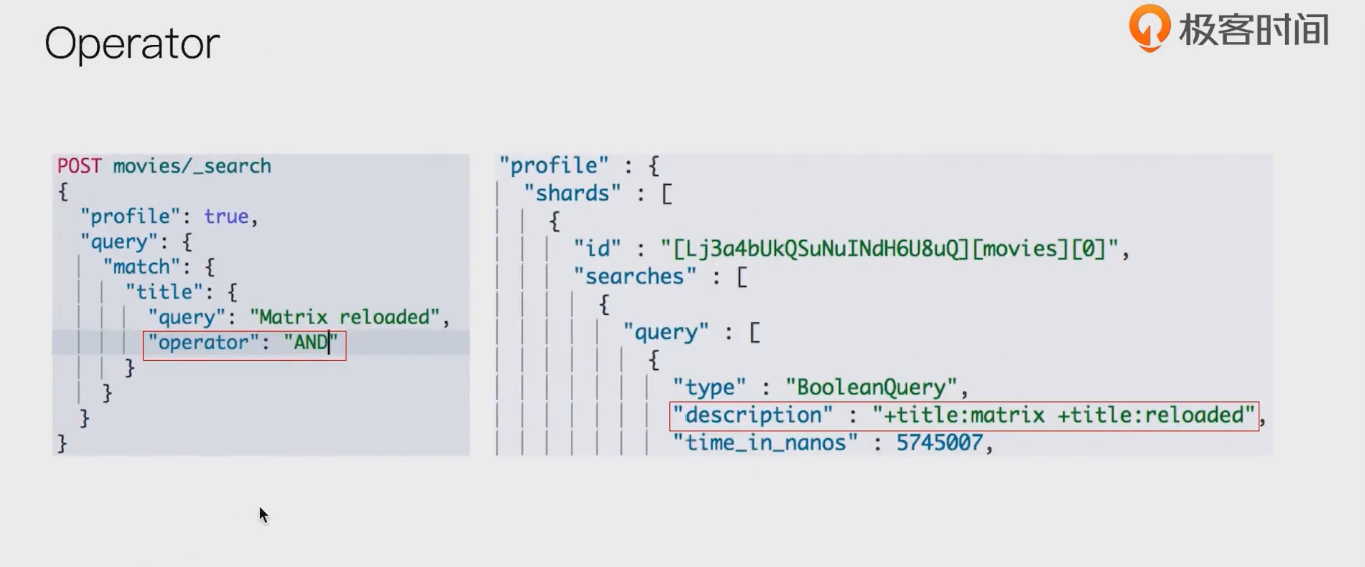 Operator
极客时间
POST movies/_search
{
"profile": true,
"query": {
"match": {
"title": {
"query": "Matrix reloaded",
"operator": "AND"
}
}
}
}
"profile" : {
"shards" : [
{
"id" : "[Lj3a4bUkQSuNuINdH6U8uQ][movies][0]",
"searches" : [
{
"query" : [
{
"type" : "BooleanQuery",
"description" : "+title:matrix +title:reloaded",
"time_in_nanos" : 5745007,